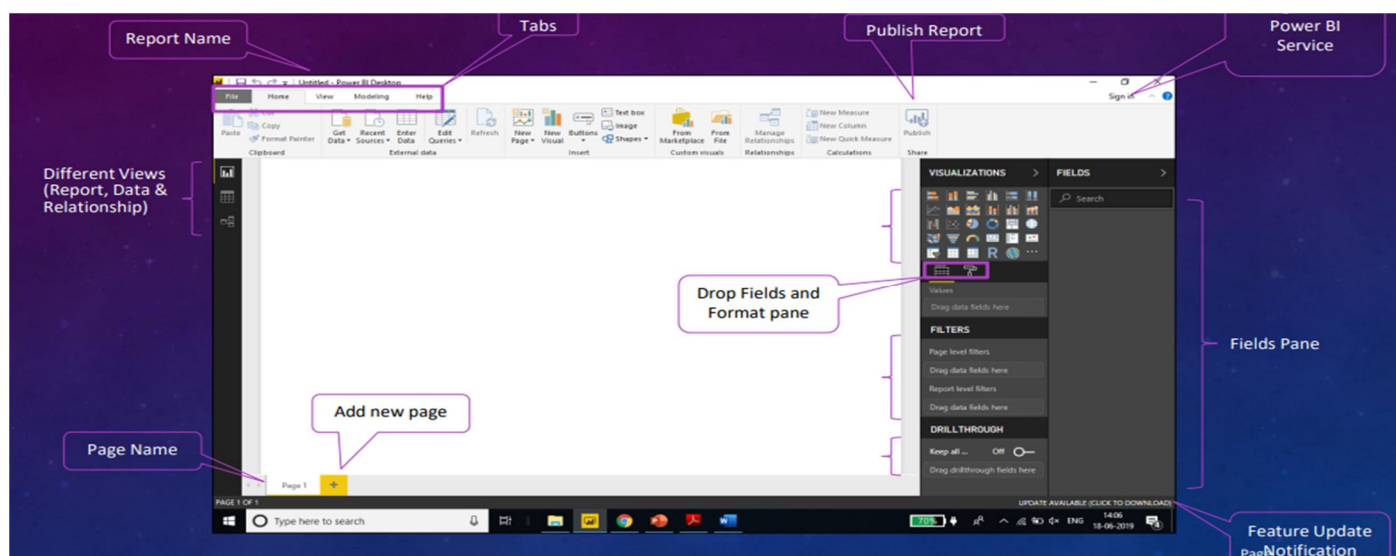 Tabs
Report Name
Publish Report
Power BI
Service
Untitled - Power BI Desktop
File Home View Modeling Help
Sign in
Paste
Copy
Format Painter
Clipboard
Get
Data
Recent
Sources
Enter
Data
Edit
Queries
External data
Refresh
New
Page
New
Visual
Buttons
Text box
Image
Shapes
Insert
From
Marketplace
From
File
Custom visuals
Manage
Relationships
Relationships
New Measure
New Column
New Quick Measure
Calculations
Publish
Share
Different Views
(Report, Data &
Relationship)
VISUALIZATIONS >
FIELDS >
Search
R
Drop Fields and
Format pane
Values
Drag data fields here
FILTERS
Page level filters
Drag data fields here
Report level filters
Drag data fields here
DRILLTHROUGH
Keep all ... Off
Drag drillthrough fields here
Fields Pane
Add new page
Page Name
Page 1 +
PAGE 1 OF 1
UPDATE AVAILABLE (CLICK TO DOWNLOAD)
Type here to search
70%
ENG
14:06
18-06-2019
Feature Update
Notification